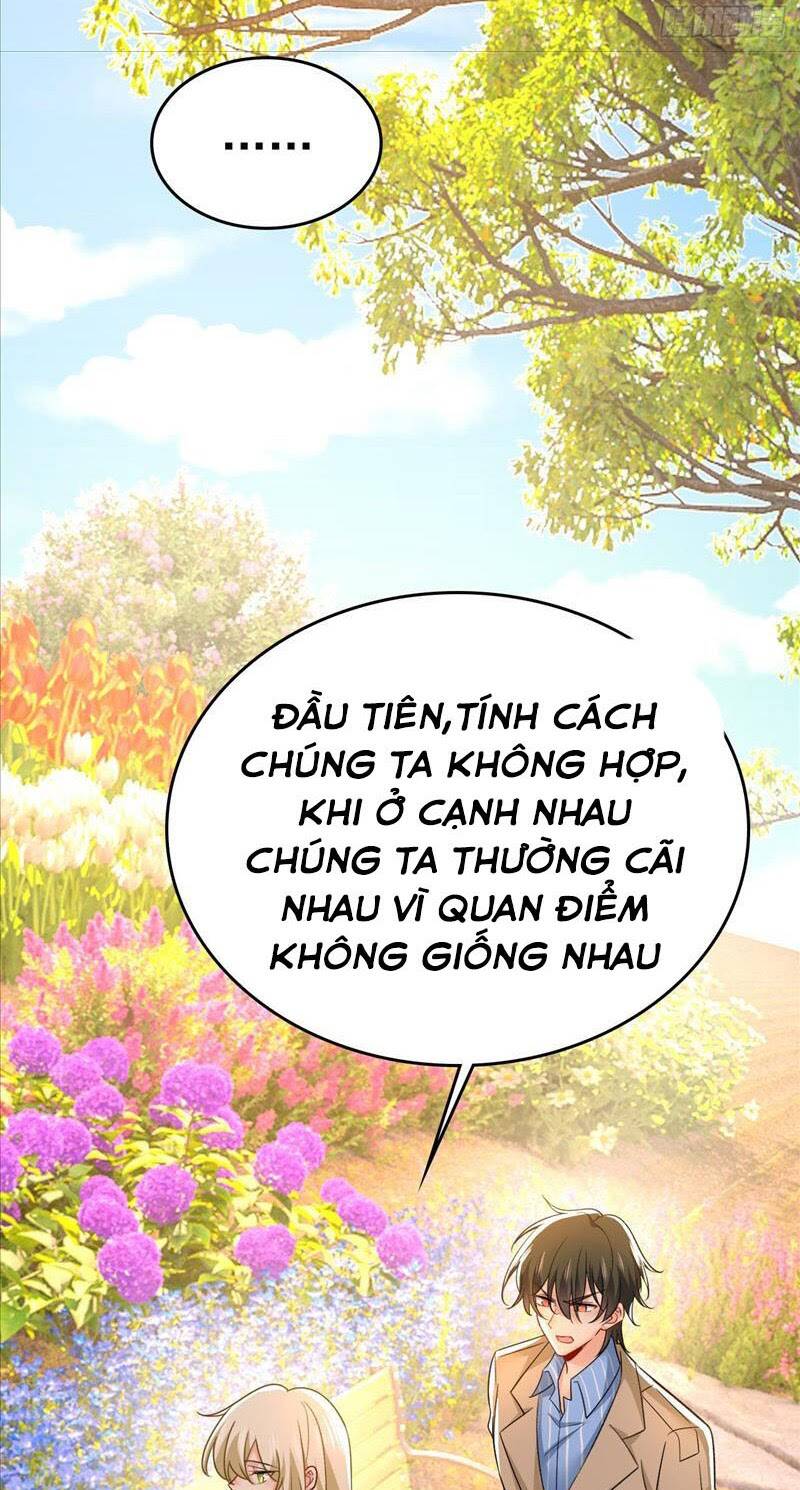 ......
ĐẦU TIÊN,TÍNH CÁCH
CHÚNG TA KHÔNG HỢP,
KHI Ở CẠNH NHAU
CHÚNG TA THƯỜNG CÃI
NHAU VÌ QUAN ĐIỂM
KHÔNG GIỐNG NHAU